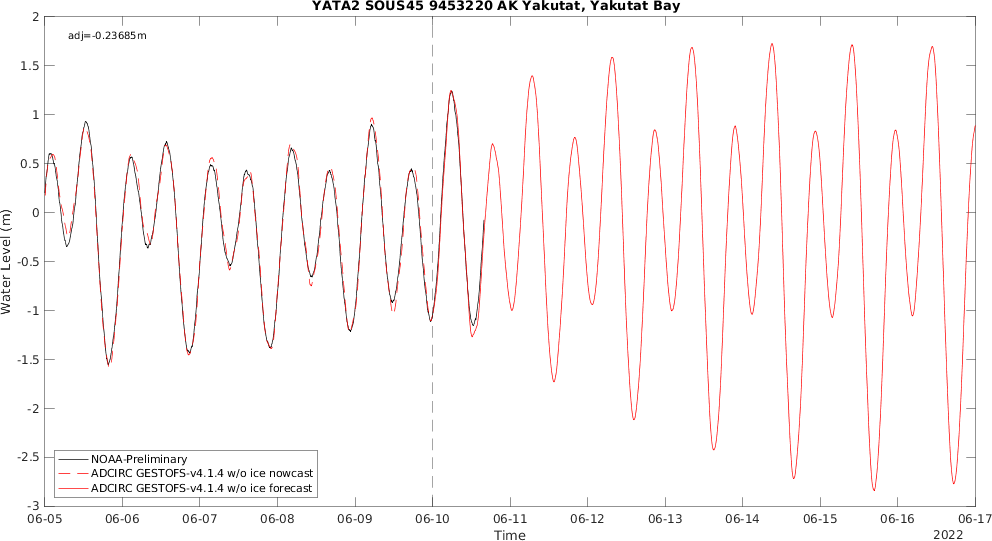 YATA2 SOUS45 9453220 AK Yakutat, Yakutat Bay
adj=-0.23685m
2
1.5
1
0.5
0
-0.5
-1
-1.5
-2
-2.5
-3
Water Level (m)
NOAA-Preliminary
ADCIRC GESTOFS-v4.1.4 w/o ice nowcast
ADCIRC GESTOFS-v4.1.4 w/o ice forecast
06-05 06-06 06-07 06-08 06-09 06-10 06-11 06-12 06-13 06-14 06-15 06-16 06-17
Time
2022